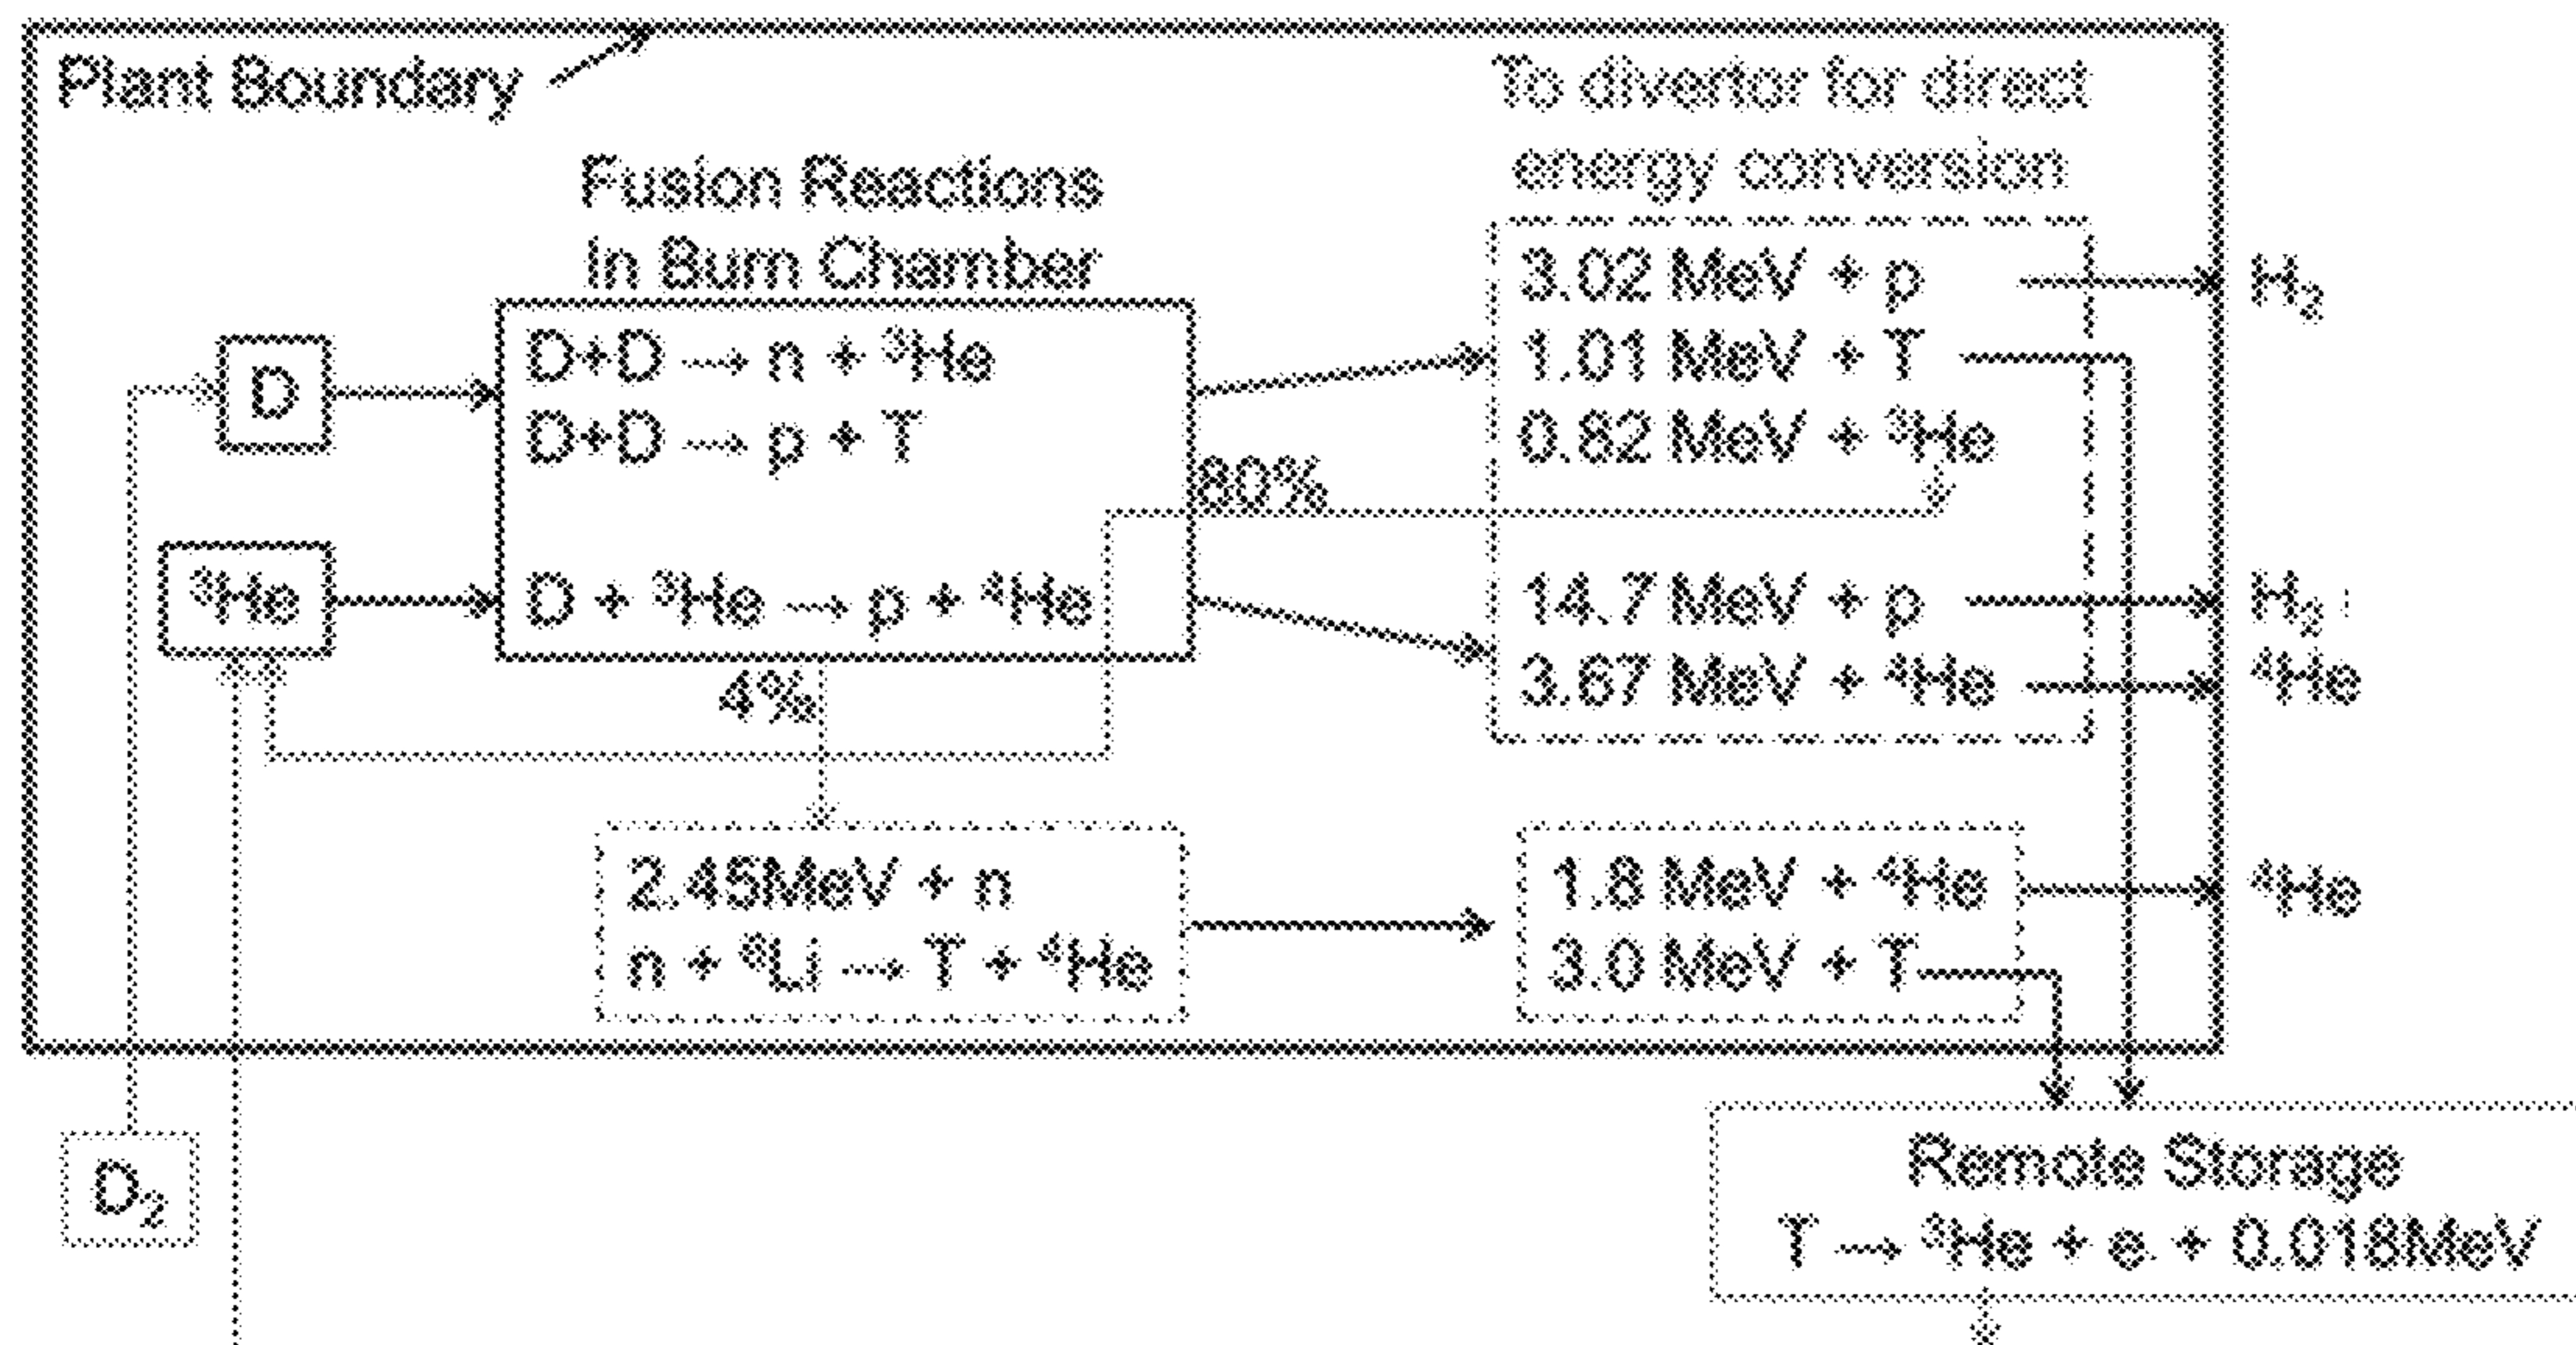 Plant Boundary
To divertor for direct
energy conversion
Fusion Reactions
In Burn Chamber
D+D → n + ³He
D+D → p + T
D + ³He → p + ⁴He
D
³He
80%
4%
3.02 MeV + p
1.01 MeV + T
0.82 MeV + ³He
14.7 MeV + p
3.67 MeV + ⁴He
H₂
H₂
⁴He
2.45MeV + n
n + ⁶Li → T + ⁴He
1.8 MeV + ⁴He
3.0 MeV + T
⁴He
D₂
Remote Storage
T → ³He + e + 0.018MeV